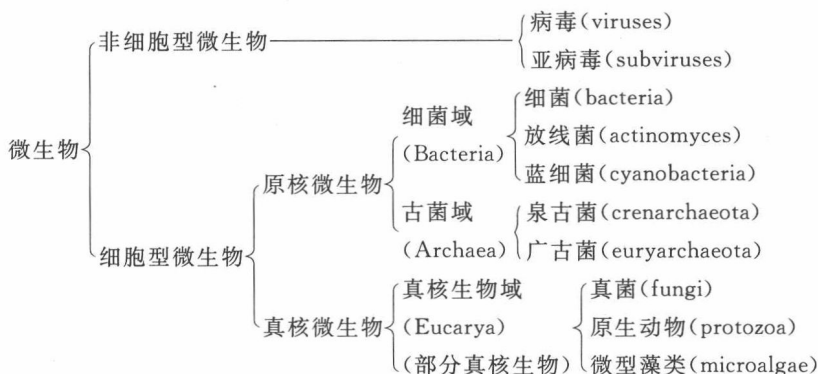 病毒(viruses)
非细胞型微生物
亚病毒(subviruses)
细菌(bacteria)
细菌域
放线菌(actinomyces)
(Bacteria)
微生物
蓝细菌(cyanobacteria)
原核微生物
古菌域
泉古菌(crenarchaeota)
(Archaea)
广古菌(euryarchaeota)
细胞型微生物
真核生物域
真菌(fungi)
真核微生物
(Eucarya)
原生动物(protozoa)
(部分真核生物)
微型藻类(microalgae)